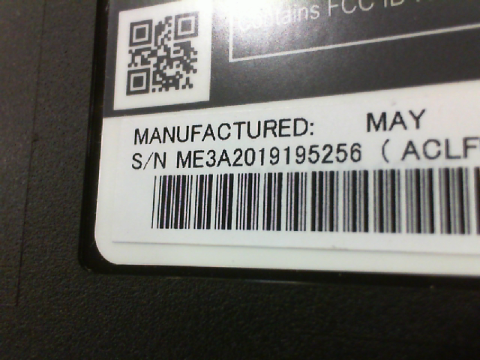 Contains FCC ID
MANUFACTURED: MAY
S/N ME3A2019195256 ( ACLF